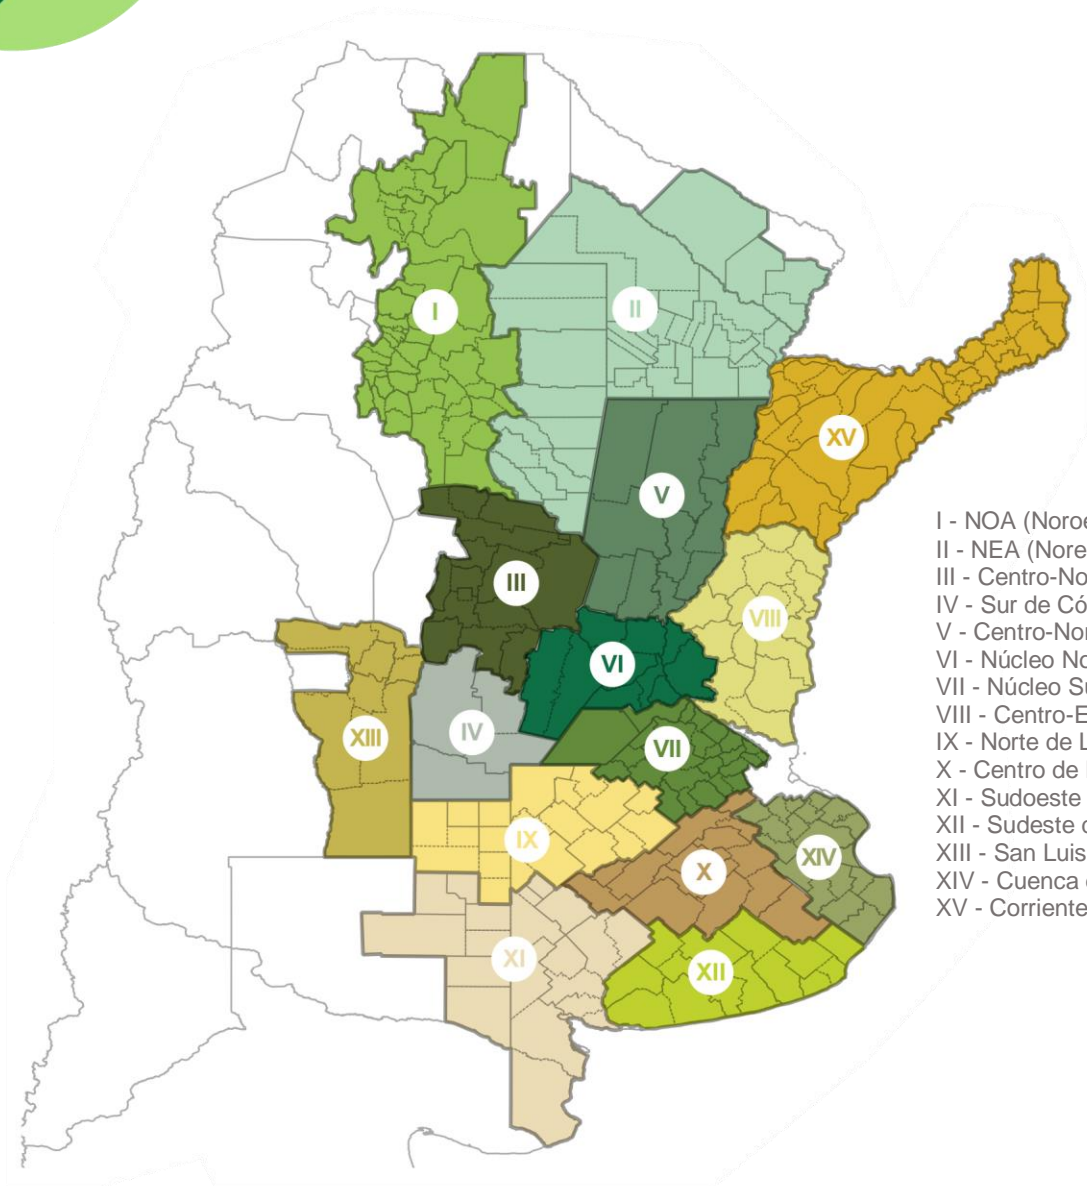 I
II
XV
V
III
VIII
VI
IV
XIII
VII
IX
XIV
X
XI
XII
I - NOA (Noroe
II - NEA (Nore
III - Centro-No
IV - Sur de Có
V - Centro-Nor
VI - Núcleo No
VII - Núcleo Su
VIII - Centro-E
IX - Norte de L
X - Centro de
XI - Sudoeste
XII - Sudeste
XIII - San Luis
XIV - Cuenca
XV - Corriente